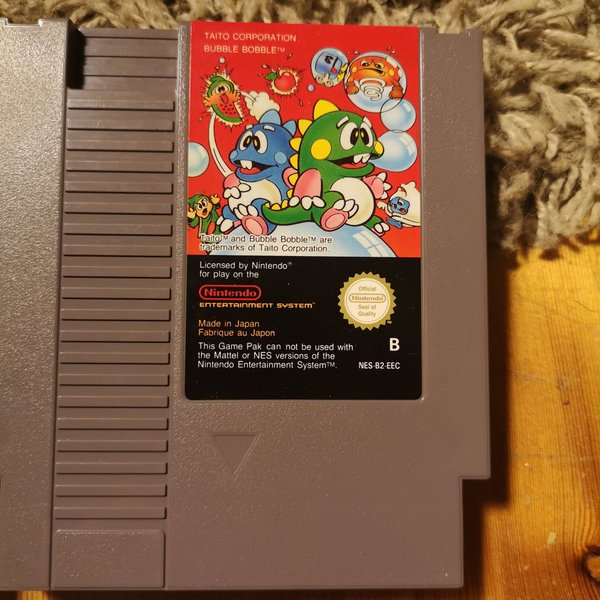 TAITO CORPORATION
BUBBLE BOBBLE™
Taito™ and Bubble Bobble™ are
trademarks of Taito Corporation.
Licensed by Nintendo®
for play on the
Nintendo
ENTERTAINMENT SYSTEM™
Official
Nintendo
Seal of
Quality
Made in Japan
Fabrique au Japon
This Game Pak can not be used with
the Mattel or NES versions of the
Nintendo Entertainment System™.
B
NES-B2-EEC